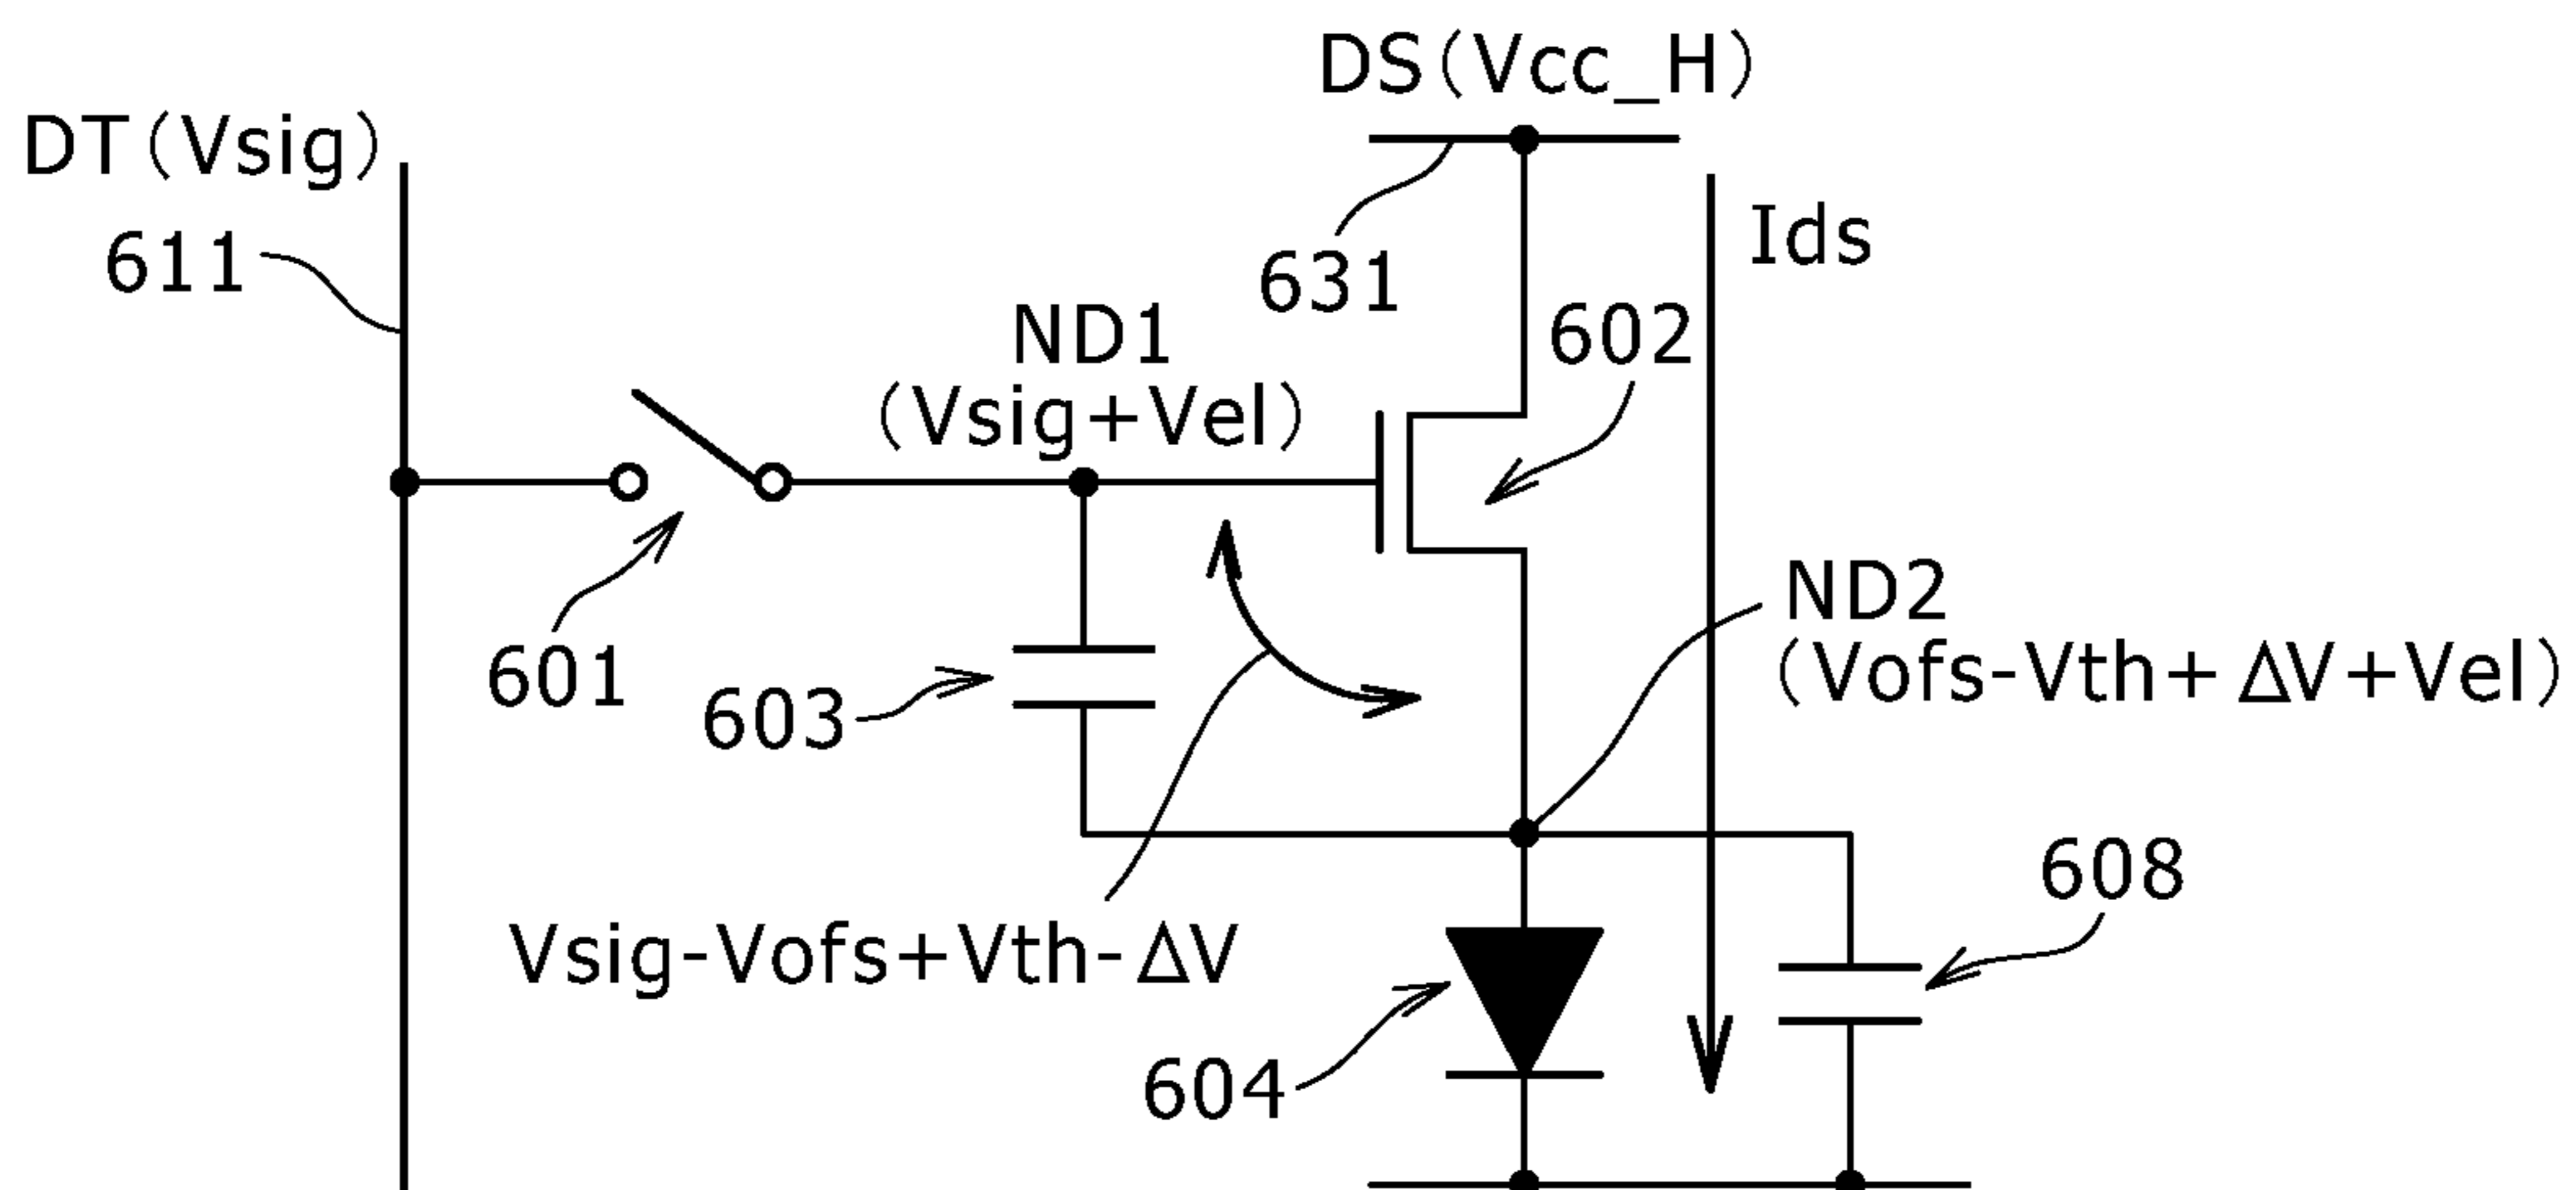 DS(Vcc_H)
DT(Vsig)
611
631
Ids
ND1
(Vsig+Vel)
602
601
603
ND2
(Vofs-Vth+ΔV+Vel)
608
Vsig-Vofs+Vth-ΔV
604